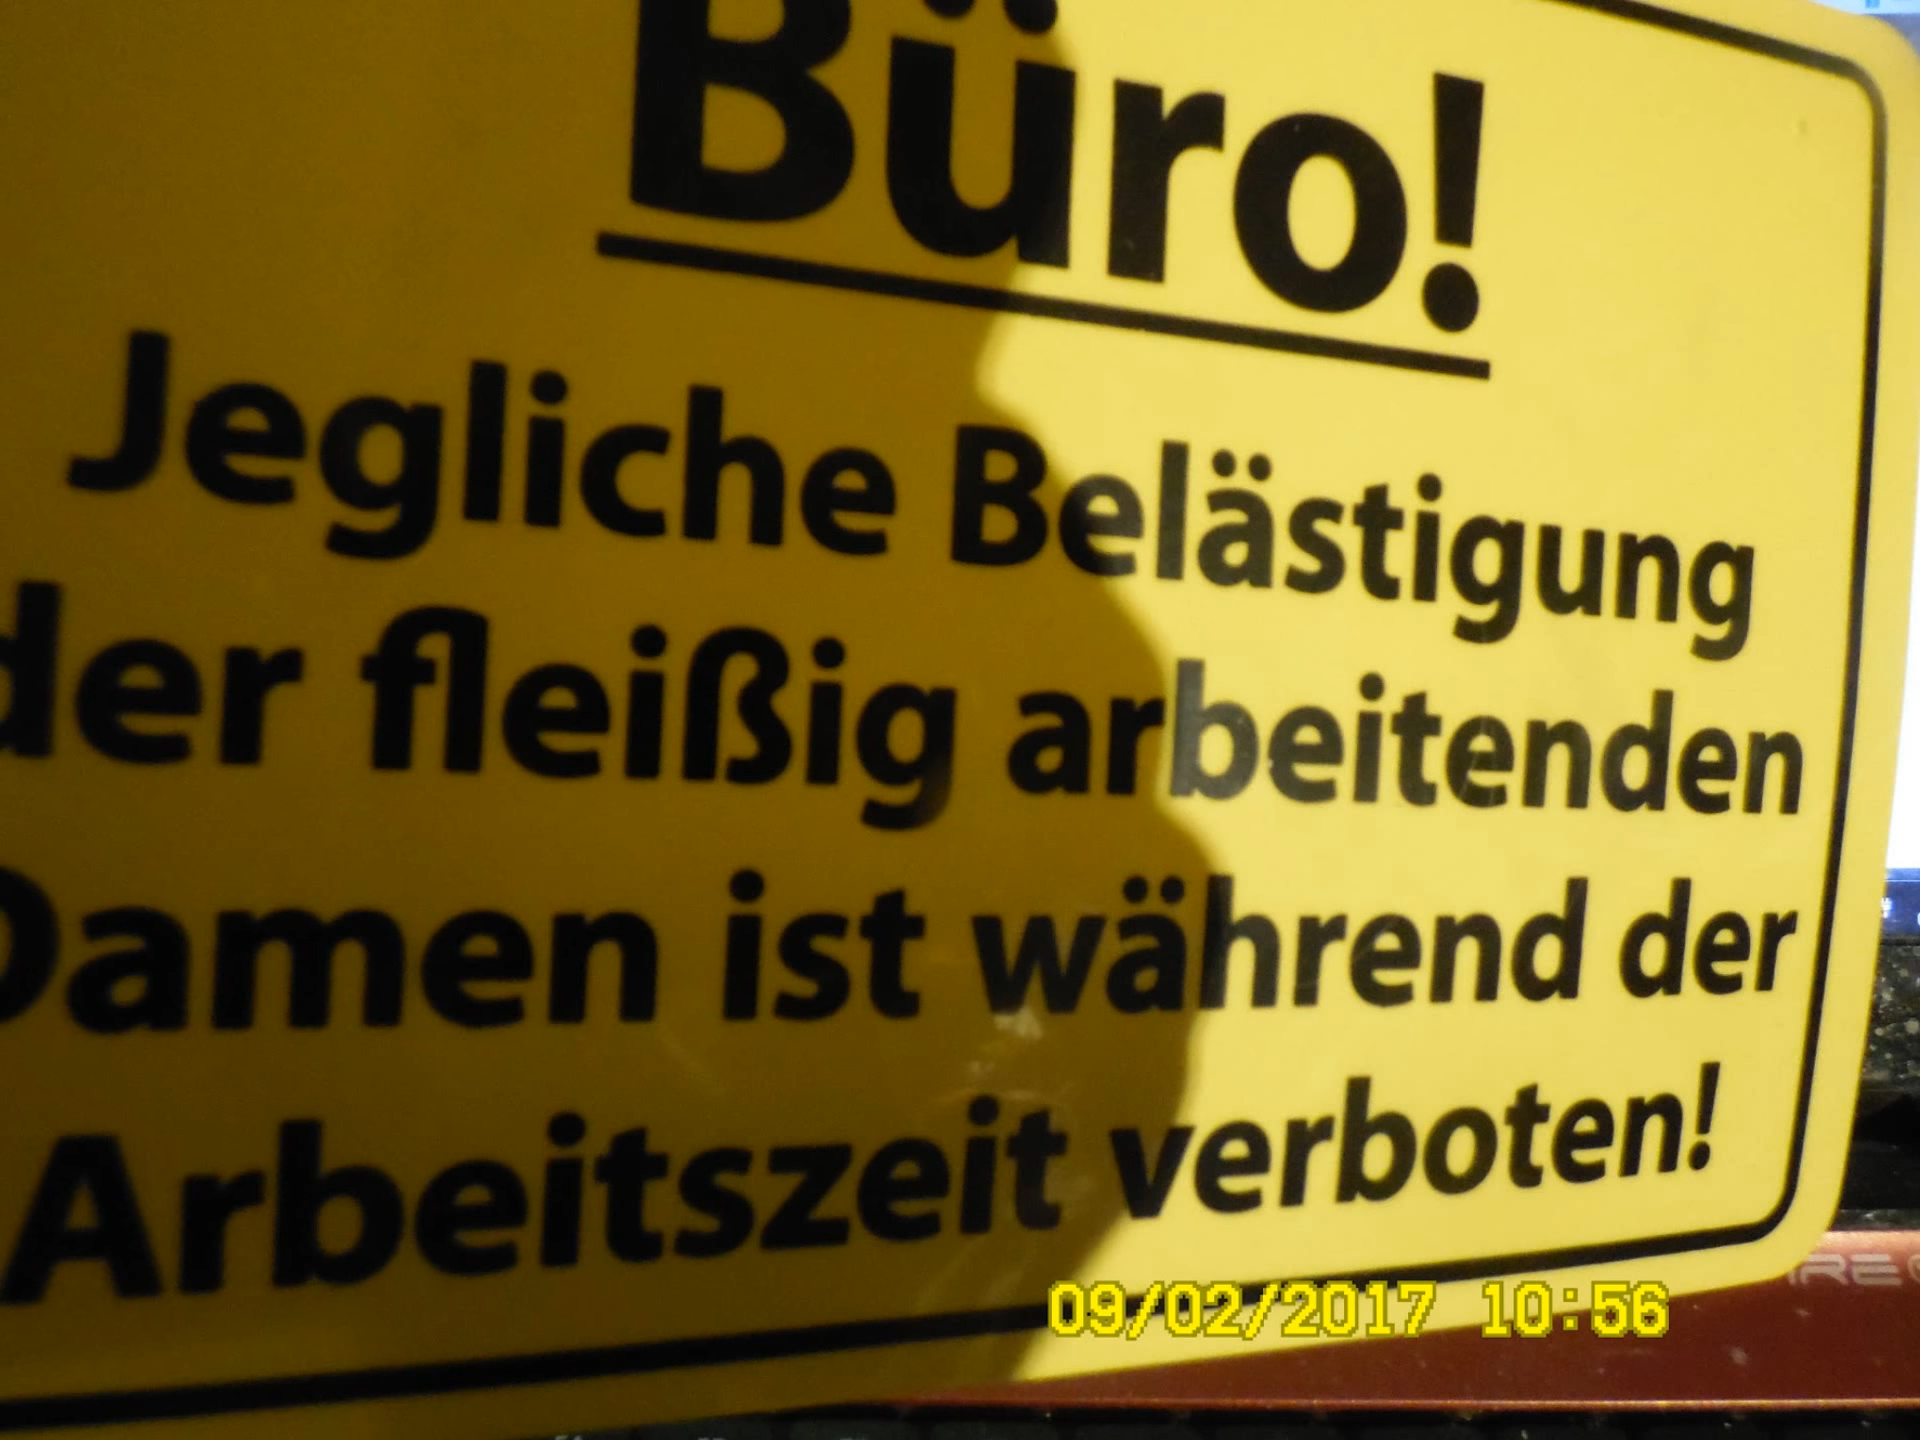 Büro!
Jegliche Belästigung
der fleißig arbeitenden
Damen ist während der
Arbeitszeit verboten!
09/02/2017 10:56